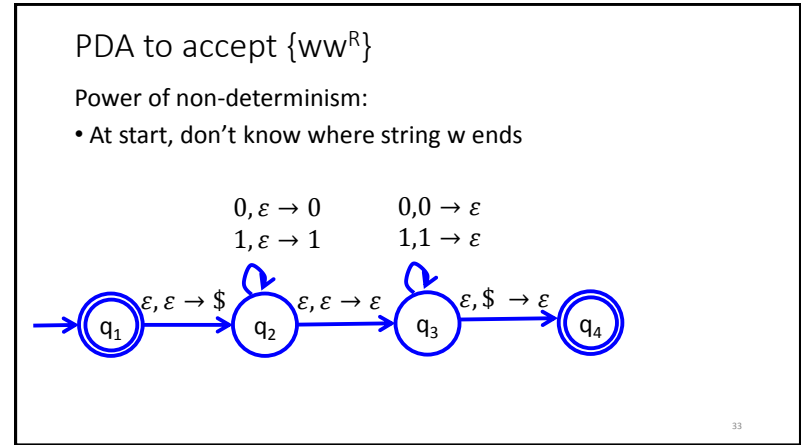 PDA to accept {wwᴿ}
Power of non-determinism:
• At start, don’t know where string w ends
0, ε → 0 0,0 → ε
1, ε → 1 1,1 → ε
ε, ε → $ ε, ε → ε ε, $ → ε
q₁ q₂ q₃ q₄
33